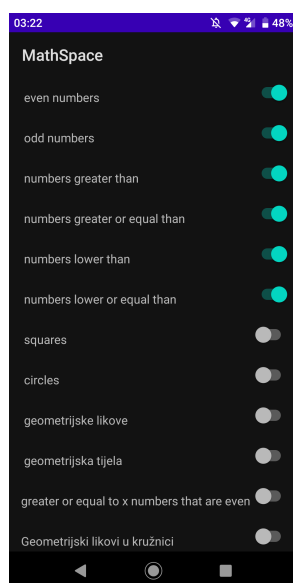 03:22 4G 48%
MathSpace
even numbers
odd numbers
numbers greater than
numbers greater or equal than
numbers lower than
numbers lower or equal than
squares
circles
geometrijske likove
geometrijska tijela
greater or equal to x numbers that are even
Geometrijski likovi u kružnici